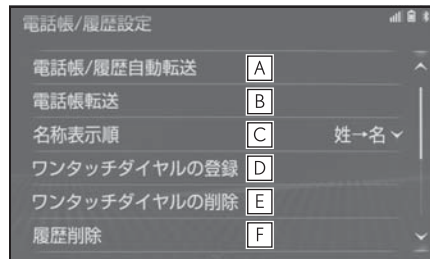 電話帳/履歴設定
電話帳/履歴自動転送 A
電話帳転送 B
名称表示順 C 姓→名
ワンタッチダイヤルの登録 D
ワンタッチダイヤルの削除 E
履歴削除 F